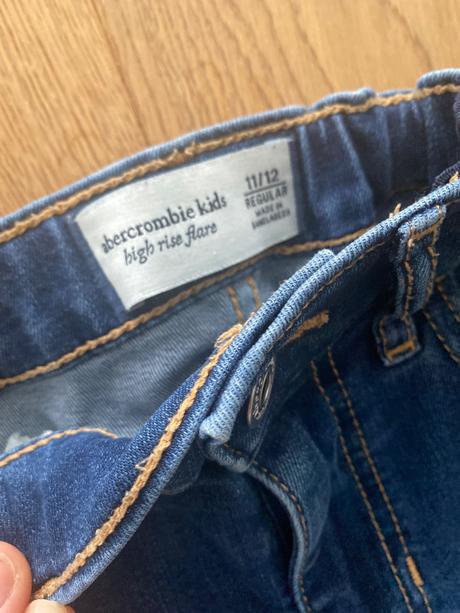 abercrombie kids
high rise flare
11/12
REGULAR
MADE IN
BANGLADESH